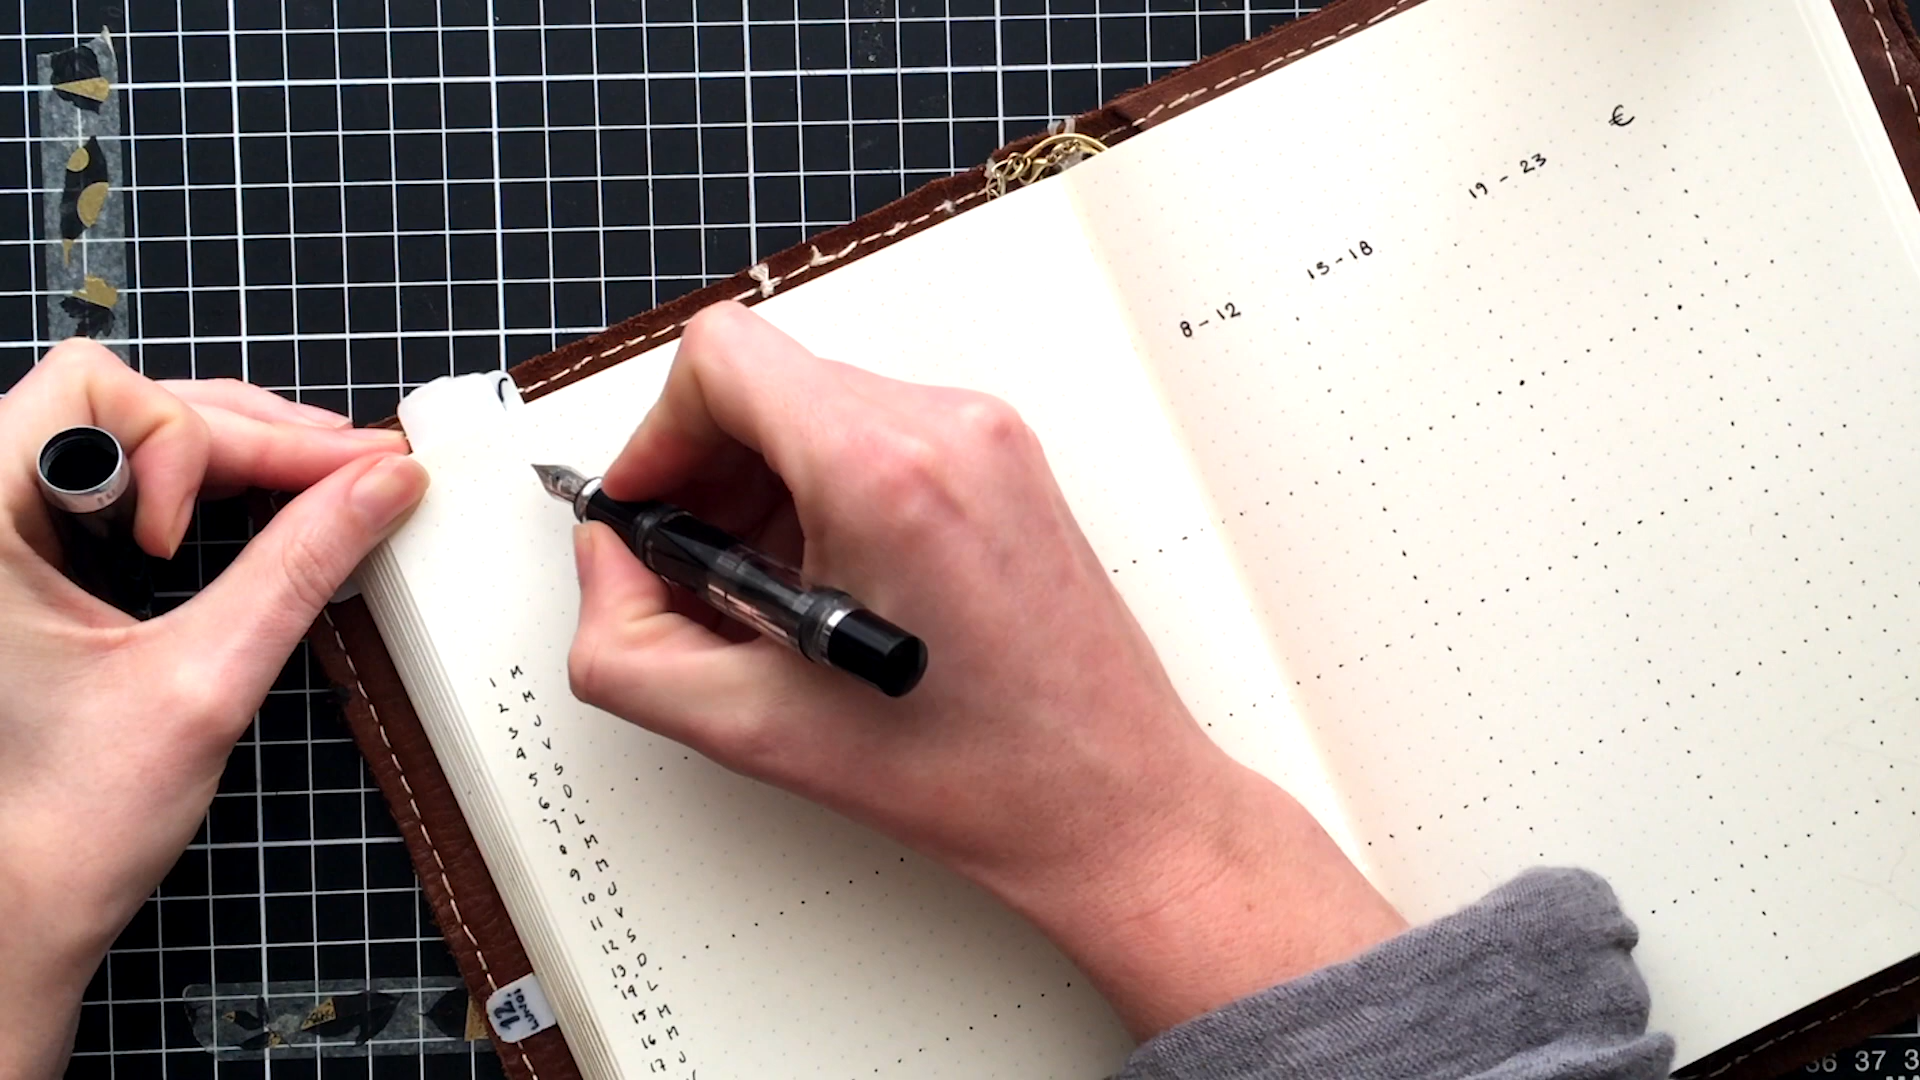 €
19 - 23
13 - 18
8 - 12
1 M
2 M
3 J
4 V
5 S
6 D
7 L
8 M
9 M
10 J
11 V
12 S
13 D
14 L
15 M
16 M
17 J
V
12
36 37 3